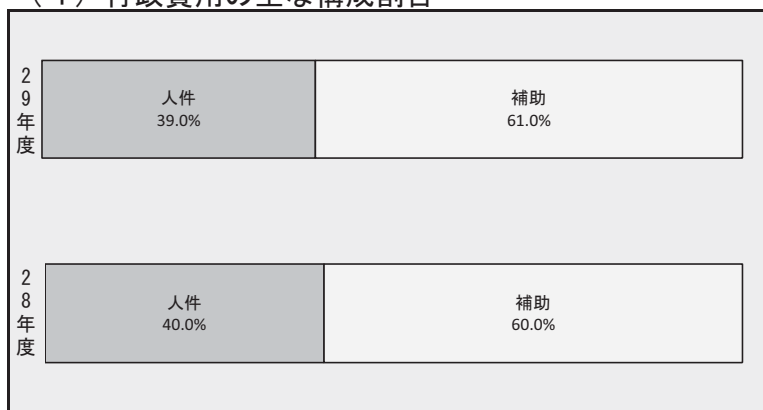 （4）行政費用の主な構成割合
29年度
人件
39.0%
補助
61.0%
28年度
人件
40.0%
補助
60.0%